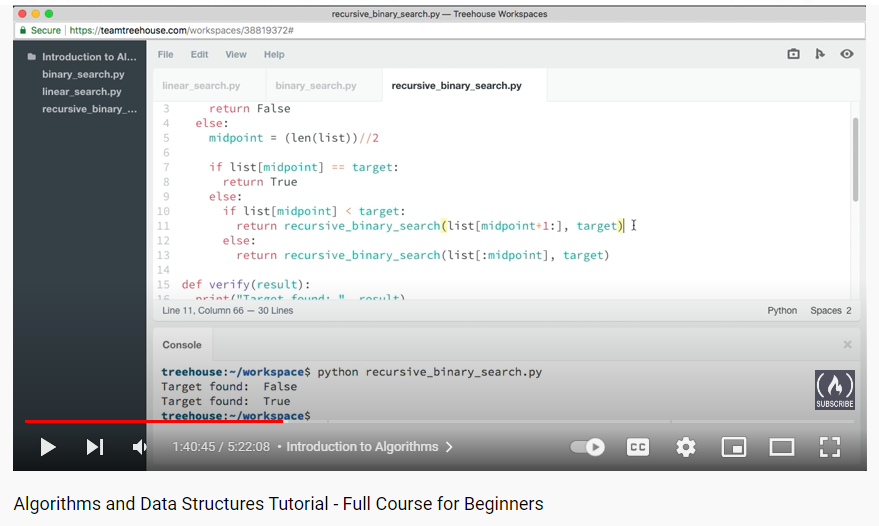 recursive_binary_search.py — Treehouse Workspaces
Secure | https://teamtreehouse.com/workspaces/38819372#
Introduction to Al...
binary_search.py
linear_search.py
recursive_binary_...
File Edit View Help
linear_search.py binary_search.py recursive_binary_search.py
3 return False
4 else:
5 midpoint = (len(list))//2
6
7 if list[midpoint] == target:
8 return True
9 else:
10 if list[midpoint] < target:
11 return recursive_binary_search(list[midpoint+1:], target)
12 else:
13 return recursive_binary_search(list[:midpoint], target)
14
15 def verify(result):
16 print("Target found: ", result)
Line 11, Column 66 — 30 Lines Python Spaces 2
Console ×
treehouse:~/workspace$ python recursive_binary_search.py
Target found: False
Target found: True
treehouse:~/workspace$
SUBSCRIBE
1:40:45 / 5:22:08 • Introduction to Algorithms
CC
Algorithms and Data Structures Tutorial - Full Course for Beginners